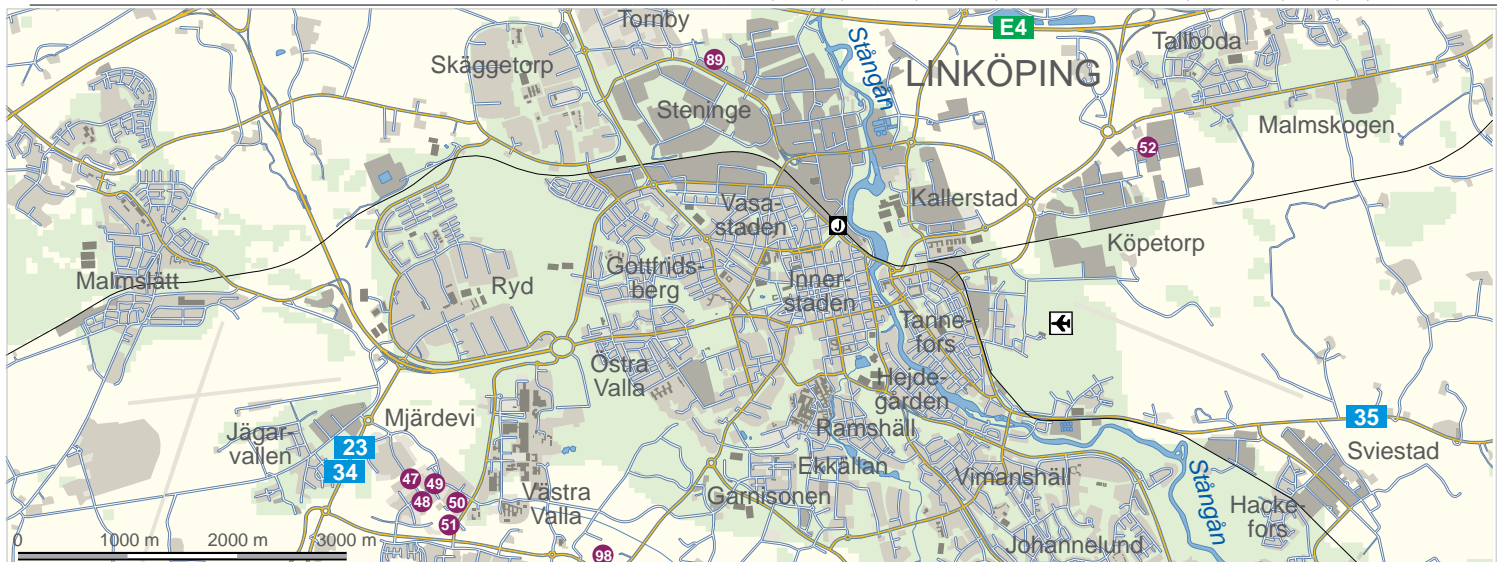 Tornby
E4
Tallboda
Skäggetorp
89
Stångån
LINKÖPING
Steninge
Malmskogen
52
Vasa-
staden
Kallerstad
J
Köpetorp
Malmslätt
Ryd
Gottfrids-
berg
Inner-
staden
Tanne-
fors
Östra
Valla
Hejde-
gården
Mjärdevi
Jägar-
vallen
23
34
Ramshäll
35
Sviestad
47
49
48
50
51
Västra
Valla
Ekkällan
Garnisonen
Vimanshäll
Stångån
Hacke-
fors
Johannelund
98
0 1000 m 2000 m 3000 m